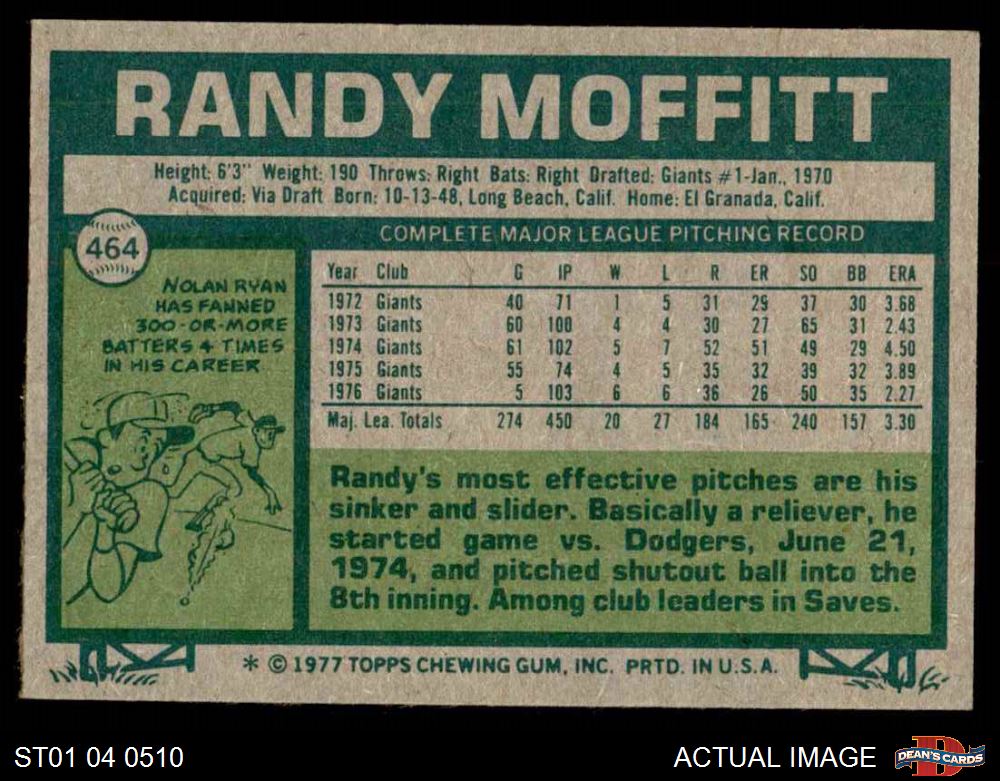 RANDY MOFFITT
Height: 6'3" Weight: 190 Throws: Right Bats: Right Drafted: Giants #1-Jan., 1970
Acquired: Via Draft Born: 10-13-48, Long Beach, Calif. Home: El Granada, Calif.
464
NOLAN RYAN
HAS FANNED
300-OR-MORE
BATTERS 4 TIMES
IN HIS CAREER
COMPLETE MAJOR LEAGUE PITCHING RECORD
Year Club G IP W L R ER SO BB ERA
1972 Giants 40 71 1 5 31 29 37 30 3.68
1973 Giants 60 100 4 4 30 27 65 31 2.43
1974 Giants 61 102 5 7 52 51 49 29 4.50
1975 Giants 55 74 4 5 35 32 39 32 3.89
1976 Giants 5 103 6 6 36 26 50 35 2.27
Maj. Lea. Totals 274 450 20 27 184 165 240 157 3.30
Randy's most effective pitches are his
sinker and slider. Basically a reliever, he
started game vs. Dodgers, June 21,
1974, and pitched shutout ball into the
8th inning. Among club leaders in Saves.
* © 1977 TOPPS CHEWING GUM, INC. PRTD. IN U.S.A.
ST01 04 0510
ACTUAL IMAGE
D
DEAN'S CARDS